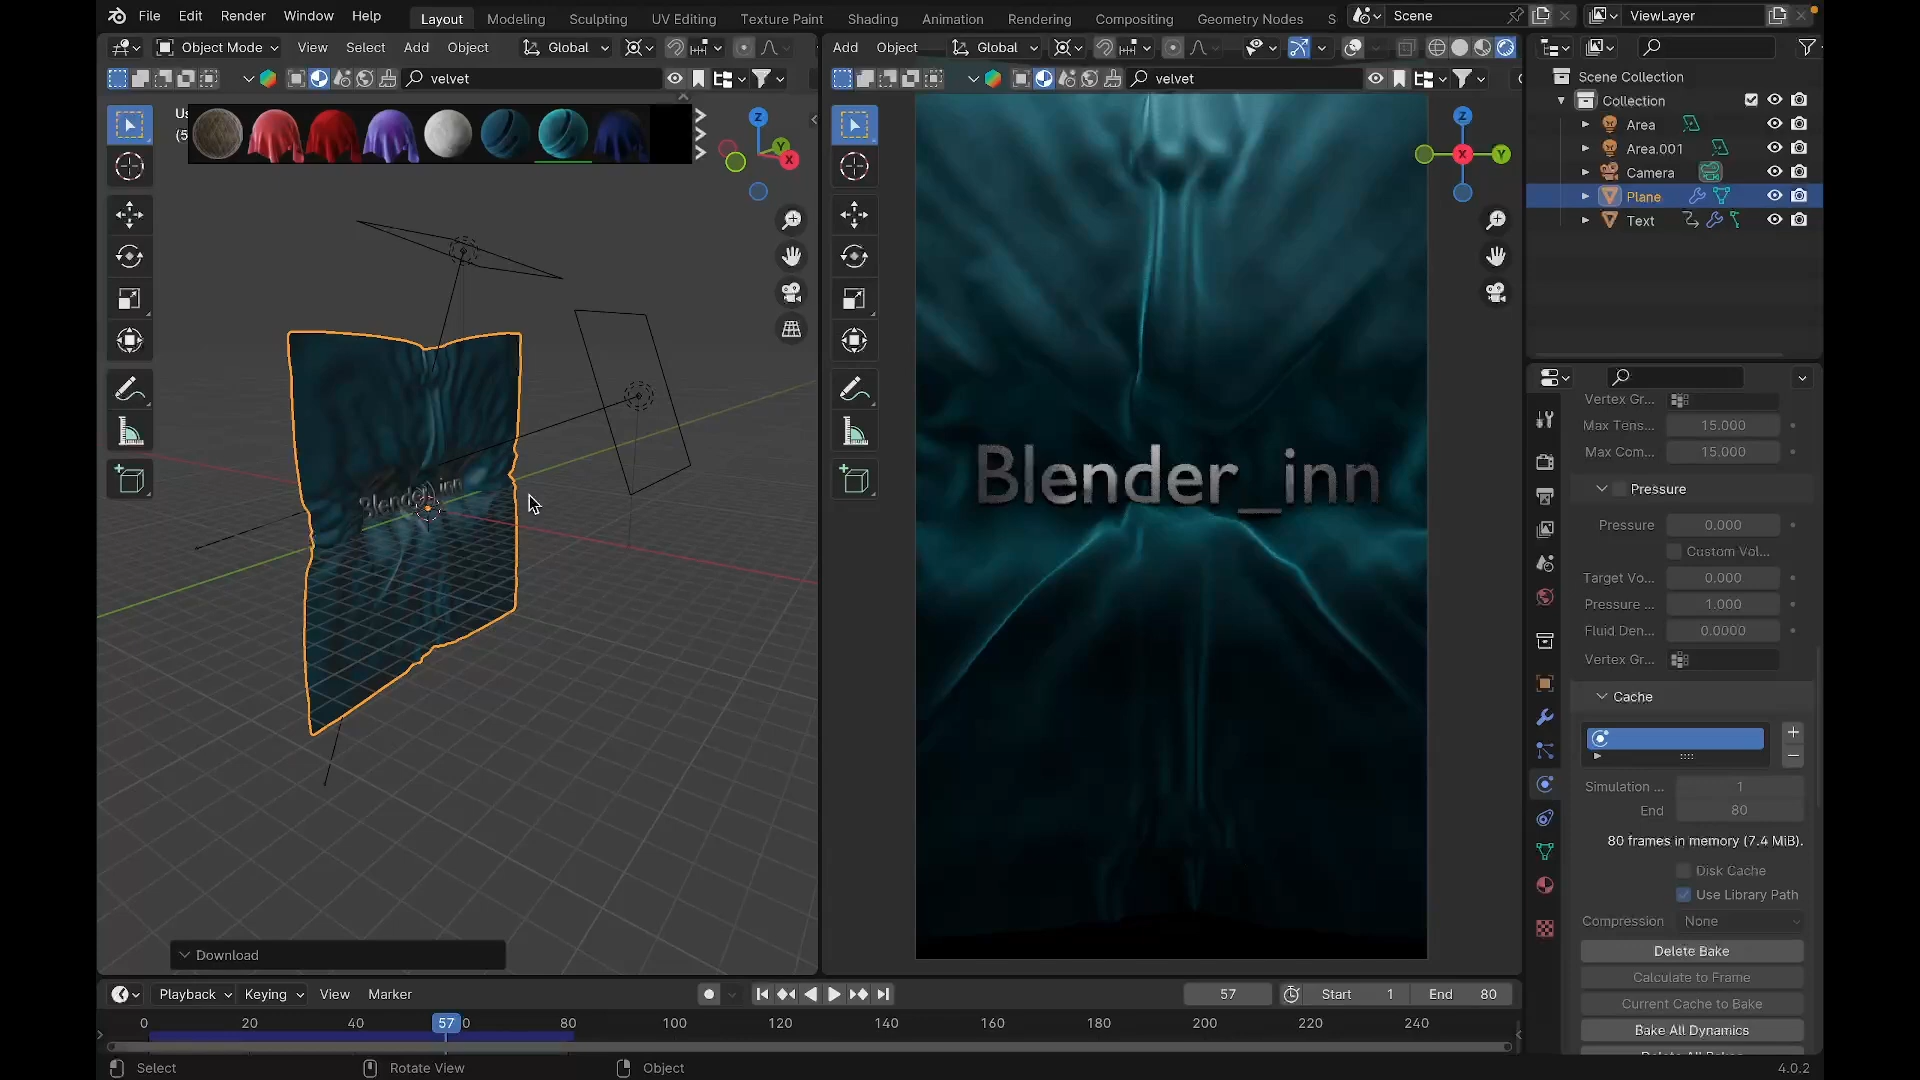 File Edit Render Window Help Layout Modeling Sculpting UV Editing Texture Paint Shading Animation Rendering Compositing Geometry Nodes S Scene ViewLayer
Object Mode View Select Add Object Global
Add Object Global
velvet
velvet
Us
(5
Z
Y
X
Z
X
Y
Blender_inn
Blender_inn
Download
Scene Collection
Collection
Area
Area.001
Camera
Plane
Text
Vertex Gr...
Max Tens... 15.000
Max Com... 15.000
Pressure
Pressure 0.000
Custom Vol...
Target Vo... 0.000
Pressure ... 1.000
Fluid Den... 0.0000
Vertex Gr...
Cache
Simulation ... 1
End 80
80 frames in memory (7.4 MiB).
Disk Cache
Use Library Path
Compression None
Delete Bake
Calculate to Frame
Current Cache to Bake
Bake All Dynamics
Playback Keying View Marker 57 Start 1 End 80
0 20 40 57 0 80 100 120 140 160 180 200 220 240
Select Rotate View Object 4.0.2